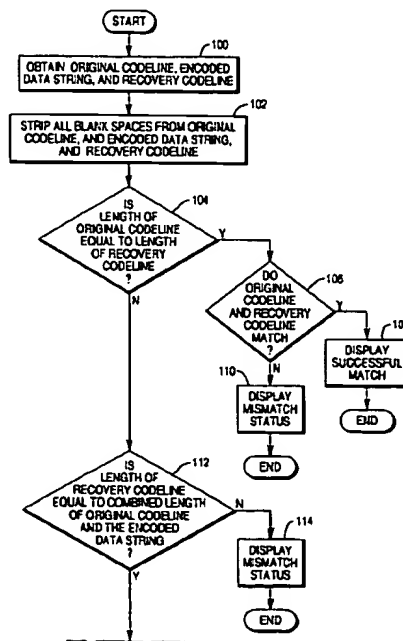 START
100
OBTAIN ORIGINAL CODELINE, ENCODED
DATA STRING, AND RECOVERY CODELINE
102
STRIP ALL BLANK SPACES FROM ORIGINAL
CODELINE, AND ENCODED DATA STRING,
AND RECOVERY CODELINE
104
IS
LENGTH OF
ORIGINAL CODELINE
EQUAL TO LENGTH
OF RECOVERY
CODELINE
?
Y
N
106
DO
ORIGINAL
CODELINE
AND RECOVERY
CODELINE
MATCH
?
Y
N
10
DISPLAY
SUCCESSFUL
MATCH
END
110
DISPLAY
MISMATCH
STATUS
END
112
IS
LENGTH OF
RECOVERY CODELINE
EQUAL TO COMBINED LENGTH
OF ORIGINAL CODELINE
AND THE ENCODED
DATA STRING
?
N
Y
114
DISPLAY
MISMATCH
STATUS
END